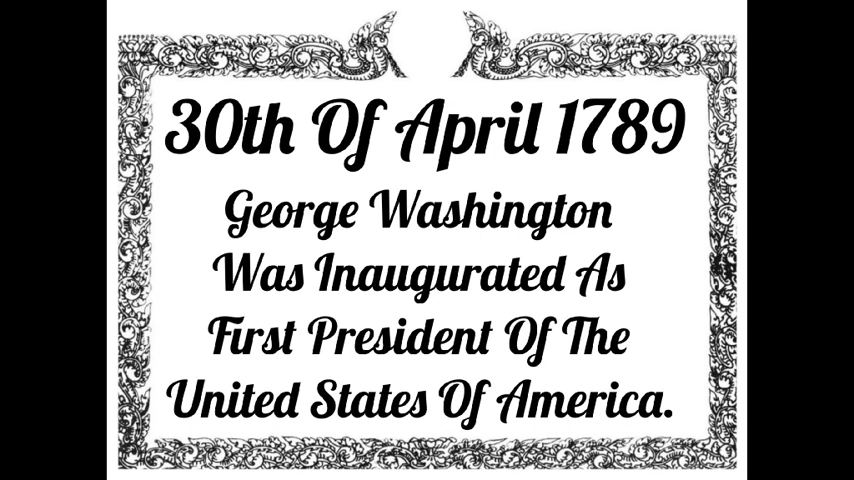 30th Of April 1789
George Washington
Was Inaugurated As
First President Of The
United States Of America.